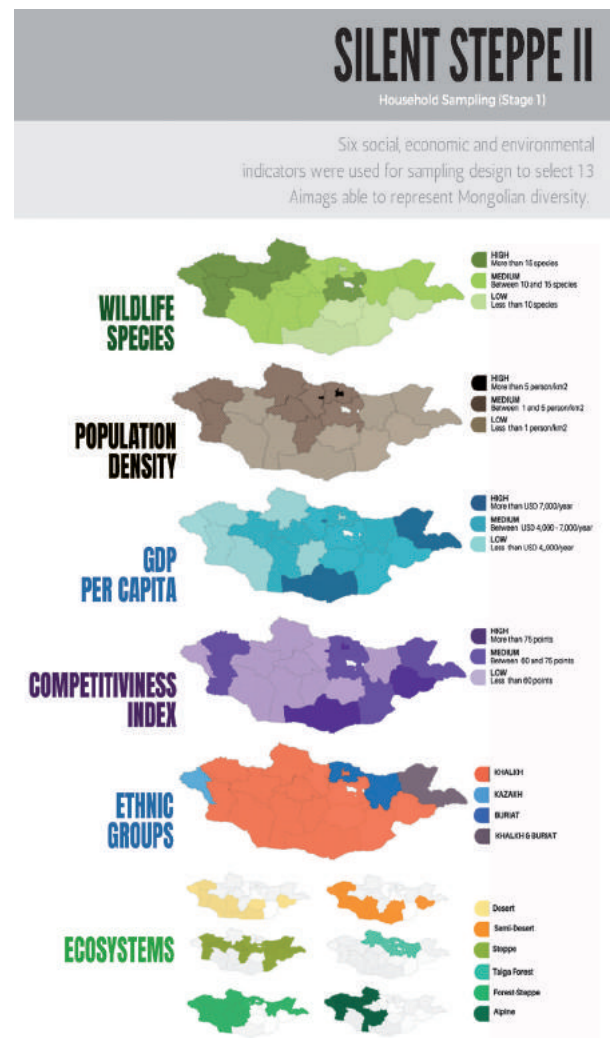 SILENT STEPPE II
Household Sampling (Stage 1)
Six social, economic and environmental
indicators were used for sampling design to select 13
Aimags able to represent Mongolian diversity.
WILDLIFE
SPECIES
HIGH
More than 15 species
MEDIUM
Between 10 and 15 species
LOW
Less than 10 species
POPULATION
DENSITY
HIGH
More than 5 person/km2
MEDIUM
Between 1 and 5 person/km2
LOW
Less than 1 person/km2
GDP
PER CAPITA
HIGH
More than USD 7,000/year
MEDIUM
Between USD 4,000 - 7,000/year
LOW
Less than USD 4,000/year
COMPETITIVINESS
INDEX
HIGH
More than 75 points
MEDIUM
Between 60 and 75 points
LOW
Less than 60 points
ETHNIC
GROUPS
KHALKH
KAZAKH
BURIAT
KHALKH & BURIAT
ECOSYSTEMS
Desert
Semi-Desert
Steppe
Taiga Forest
Forest-Steppe
Alpine